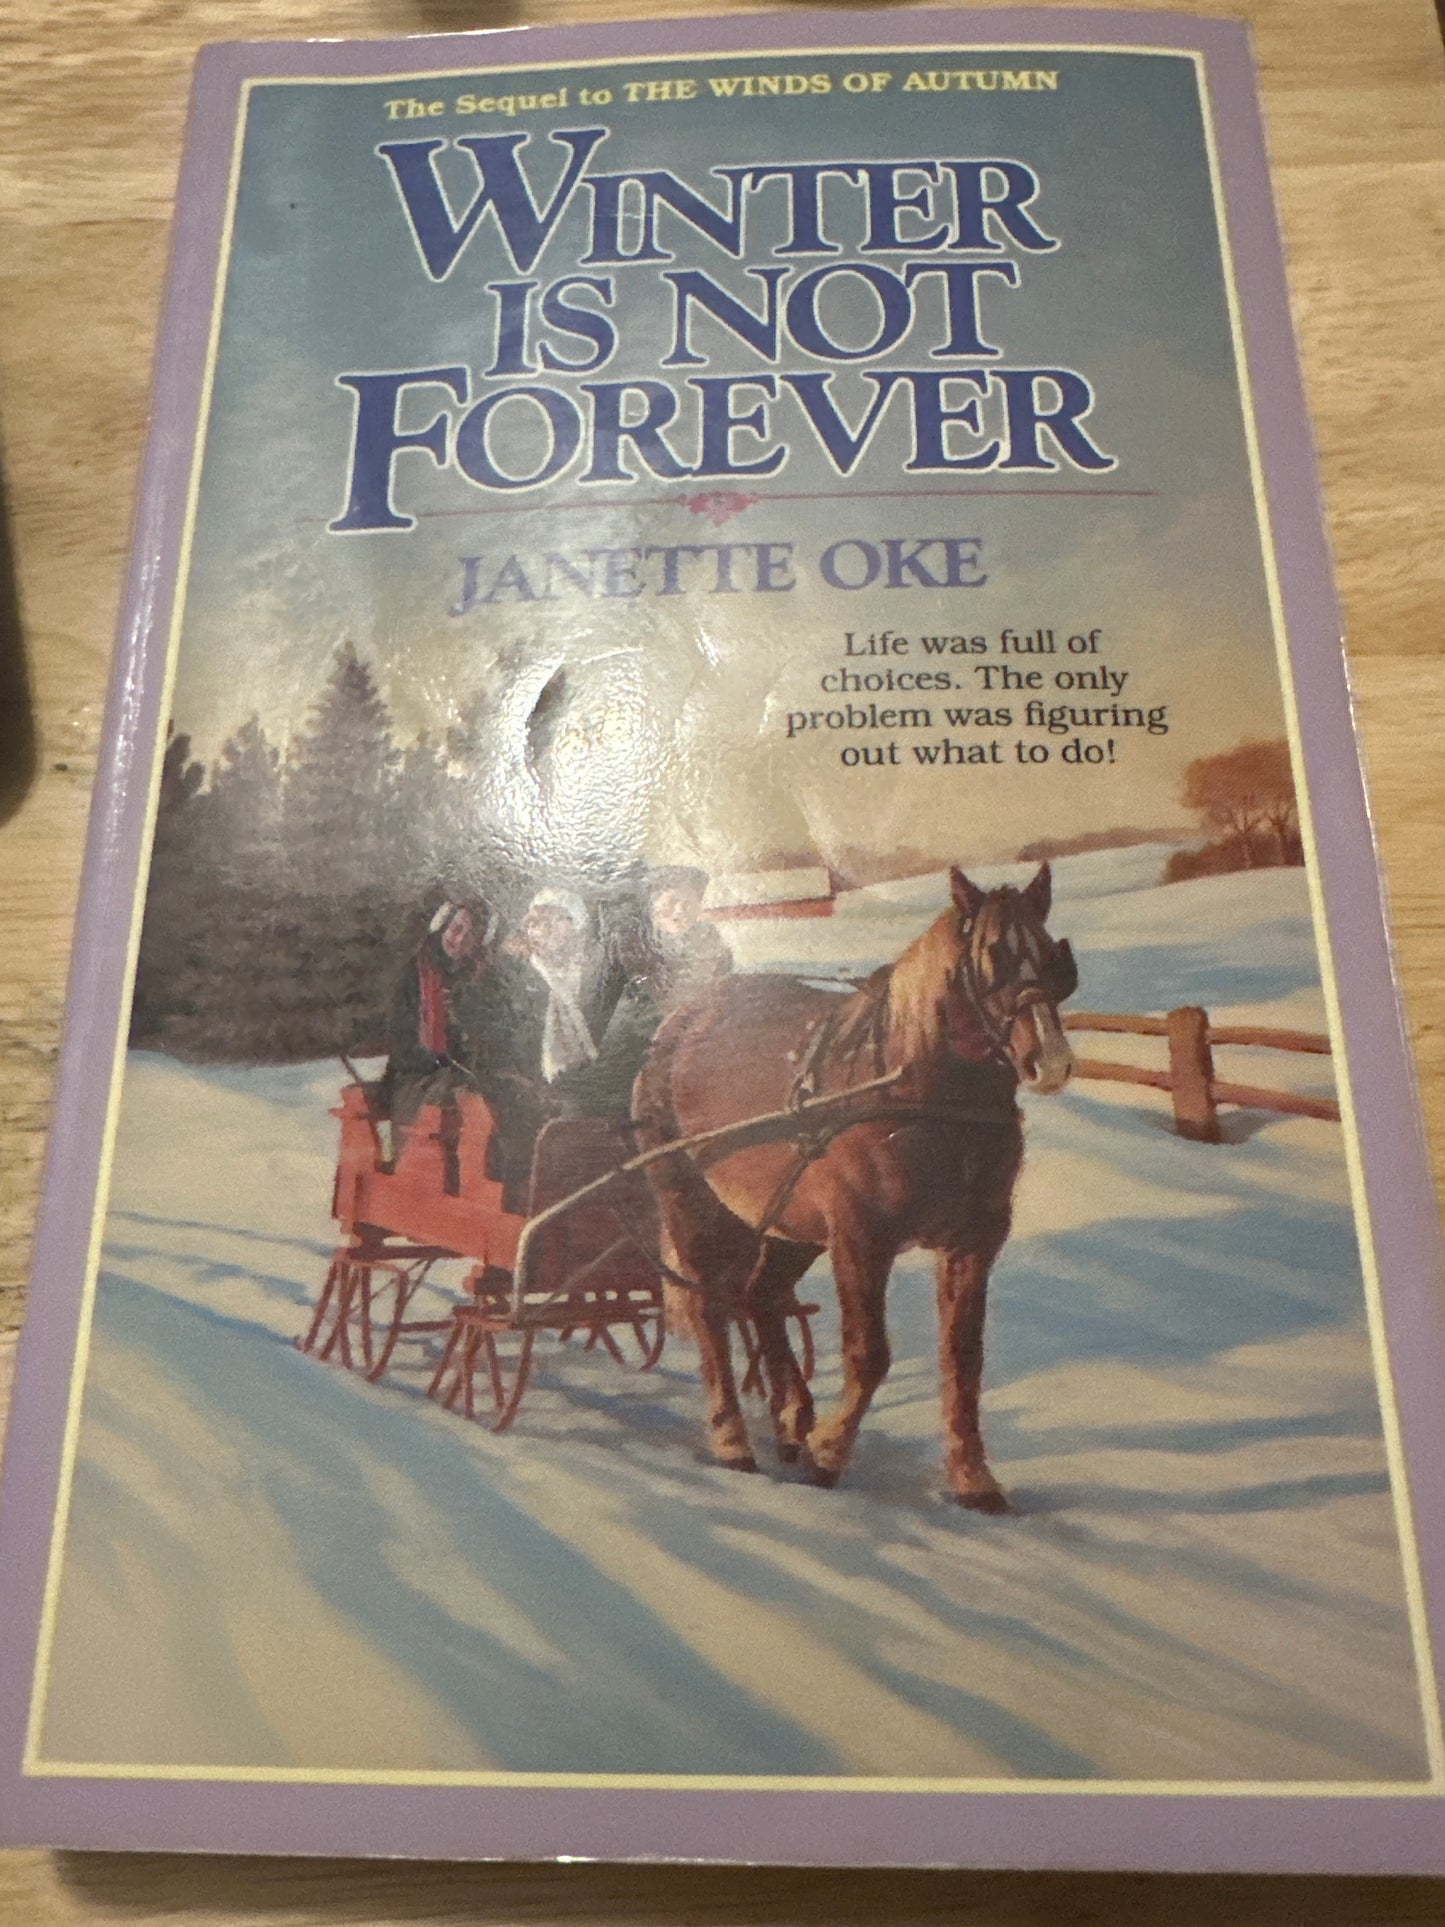 The Sequel to THE WINDS OF AUTUMN
WINTER
IS NOT
FOREVER
JANETTE OKE
Life was full of
choices. The only
problem was figuring
out what to do!